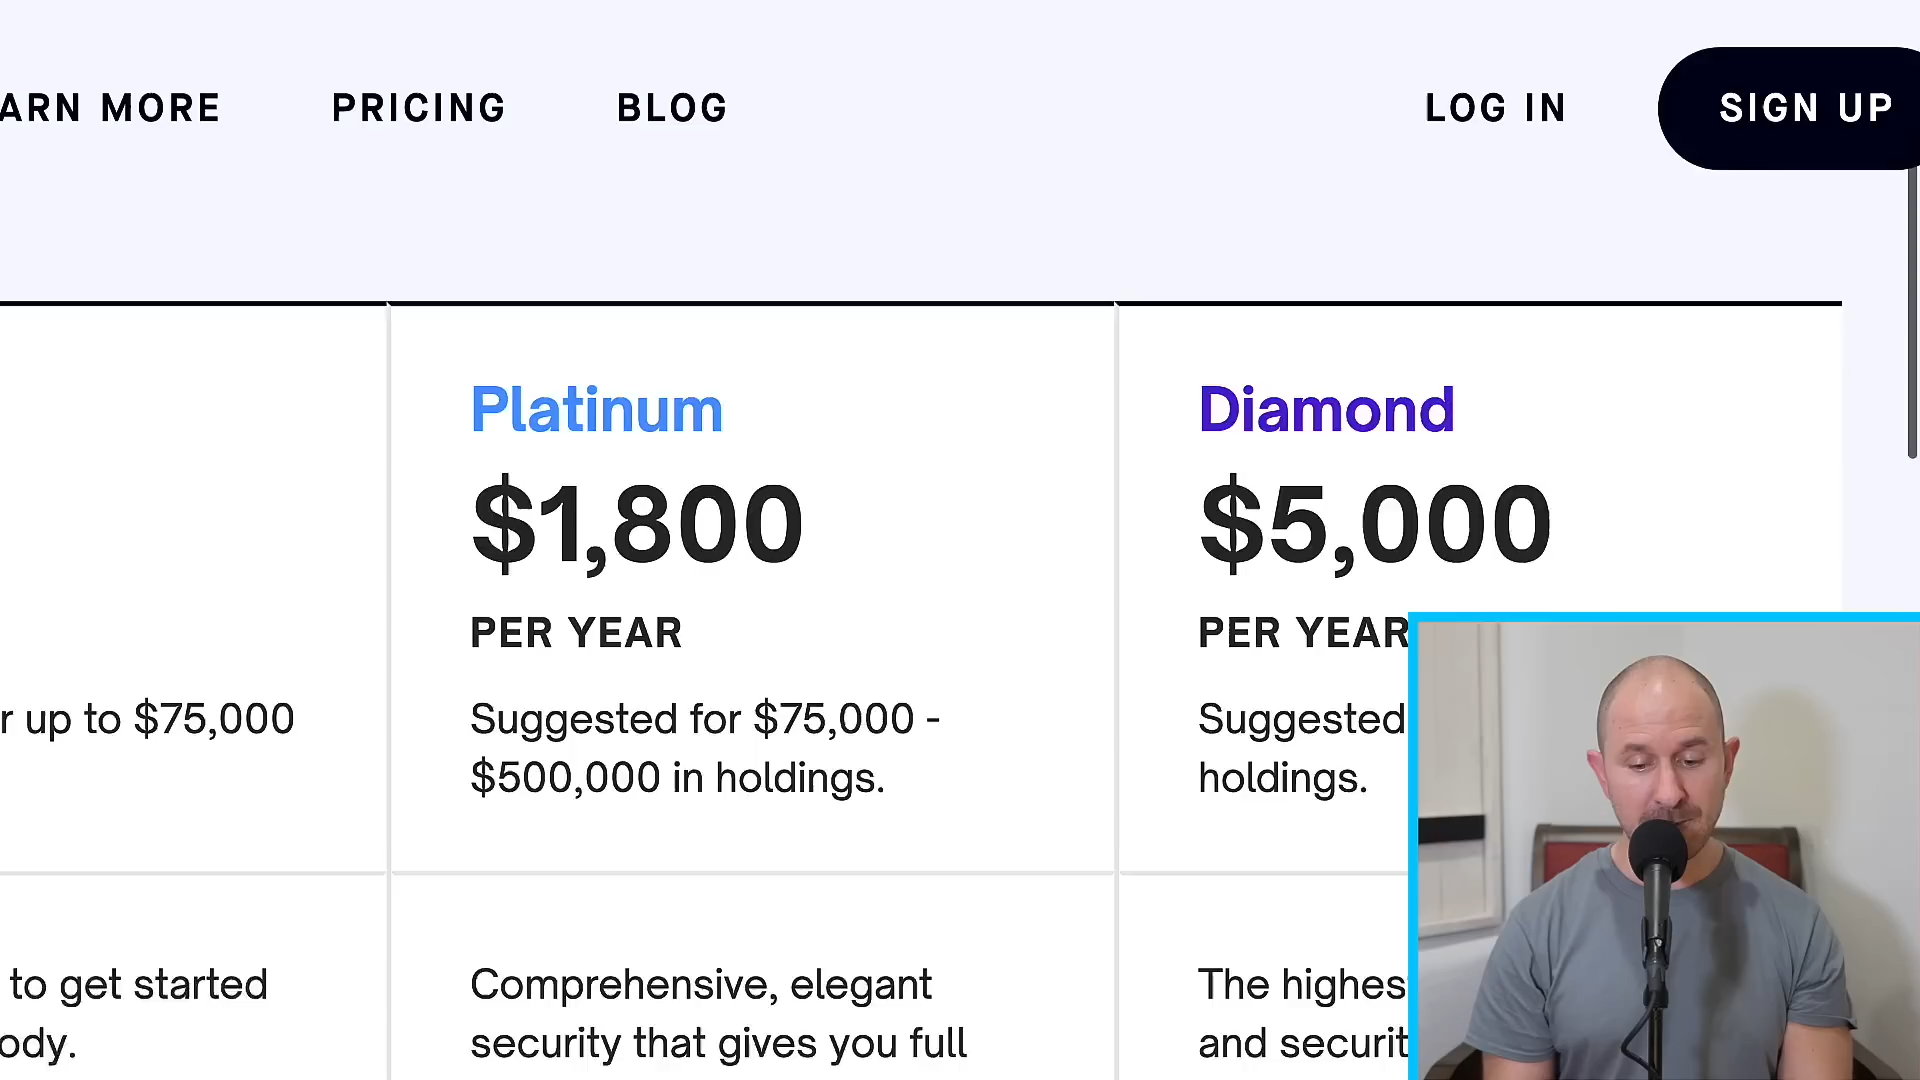 ARN MORE PRICING BLOG LOG IN SIGN UP
Platinum
$1,800
PER YEAR
Suggested for $75,000 -
$500,000 in holdings.
Diamond
$5,000
PER YEAR
Suggested
holdings.
r up to $75,000
to get started
ody.
Comprehensive, elegant
security that gives you full
The highes
and securit